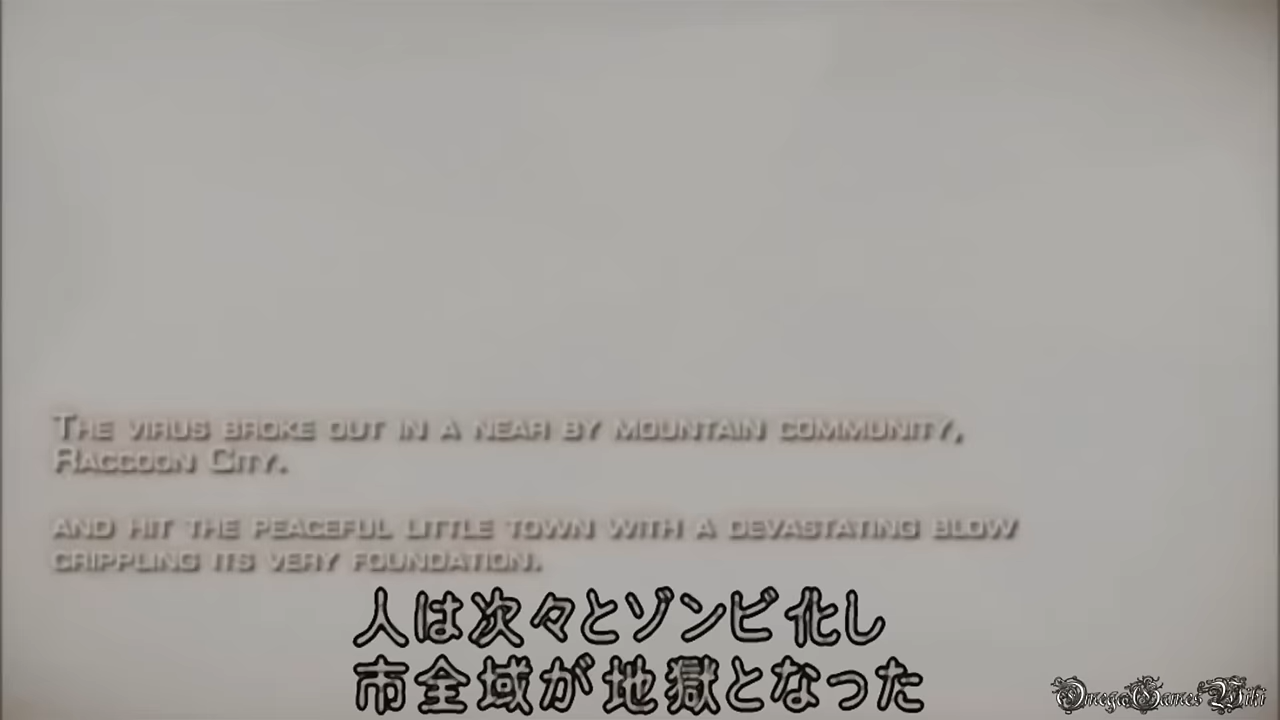 The virus broke out in a near by mountain community,
Raccoon City.
and hit the peaceful little town with a devastating blow
crippling its very foundation.
人は次々とゾンビ化し
市全域が地獄となった
OmegaGames Wiki